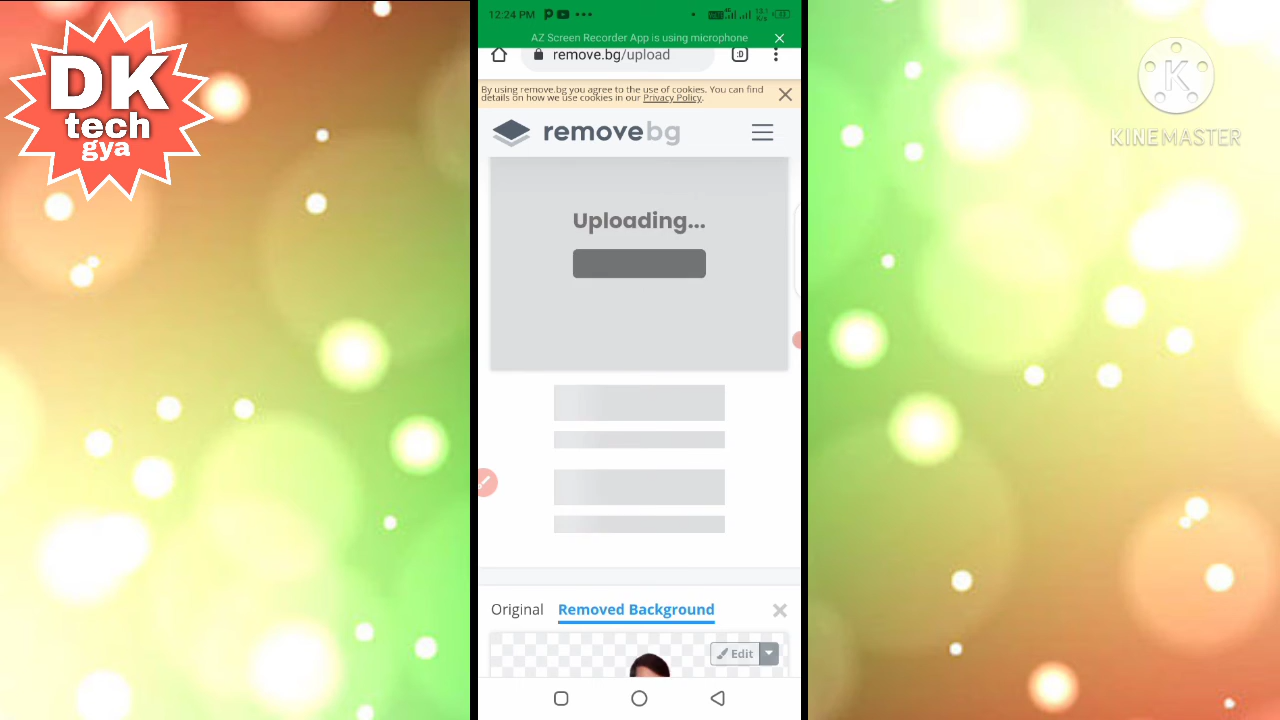 DK
tech
gya
12:24 PM
AZ Screen Recorder App is using microphone
remove.bg/upload
:D
By using remove.bg you agree to the use of cookies. You can find
details on how we use cookies in our Privacy Policy.
removebg
Uploading...
Original Removed Background
Edit
K
KINEMASTER